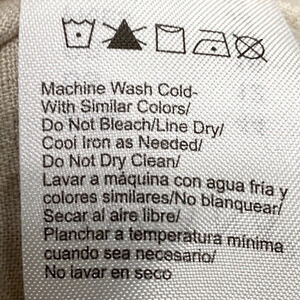 Machine Wash Cold-
With Similar Colors/
Do Not Bleach/Line Dry/
Cool Iron as Needed/
Do Not Dry Clean/
Lavar a máquina con agua fría y
colores similares/No blanquear/
Secar al aire libre/
Planchar a temperatura mínima
cuando sea necesario/
No lavar en seco